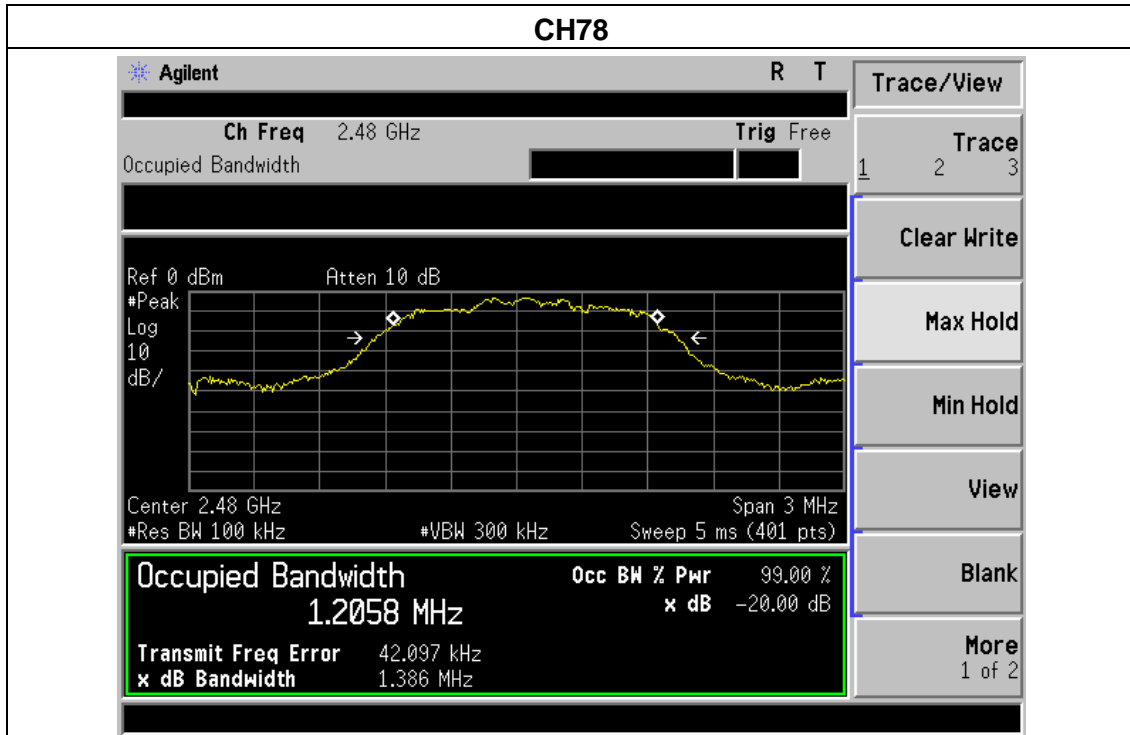 CH78
Agilent R T
Ch Freq 2.48 GHz Trig Free
Occupied Bandwidth
Ref 0 dBm Atten 10 dB
#Peak
Log
10
dB/
Center 2.48 GHz Span 3 MHz
#Res BW 100 kHz #VBW 300 kHz Sweep 5 ms (401 pts)
Occupied Bandwidth Occ BW % Pwr 99.00 %
1.2058 MHz x dB -20.00 dB
Transmit Freq Error 42.097 kHz
x dB Bandwidth 1.386 MHz
Trace/View
Trace
1 2 3
Clear Write
Max Hold
Min Hold
View
Blank
More
1 of 2